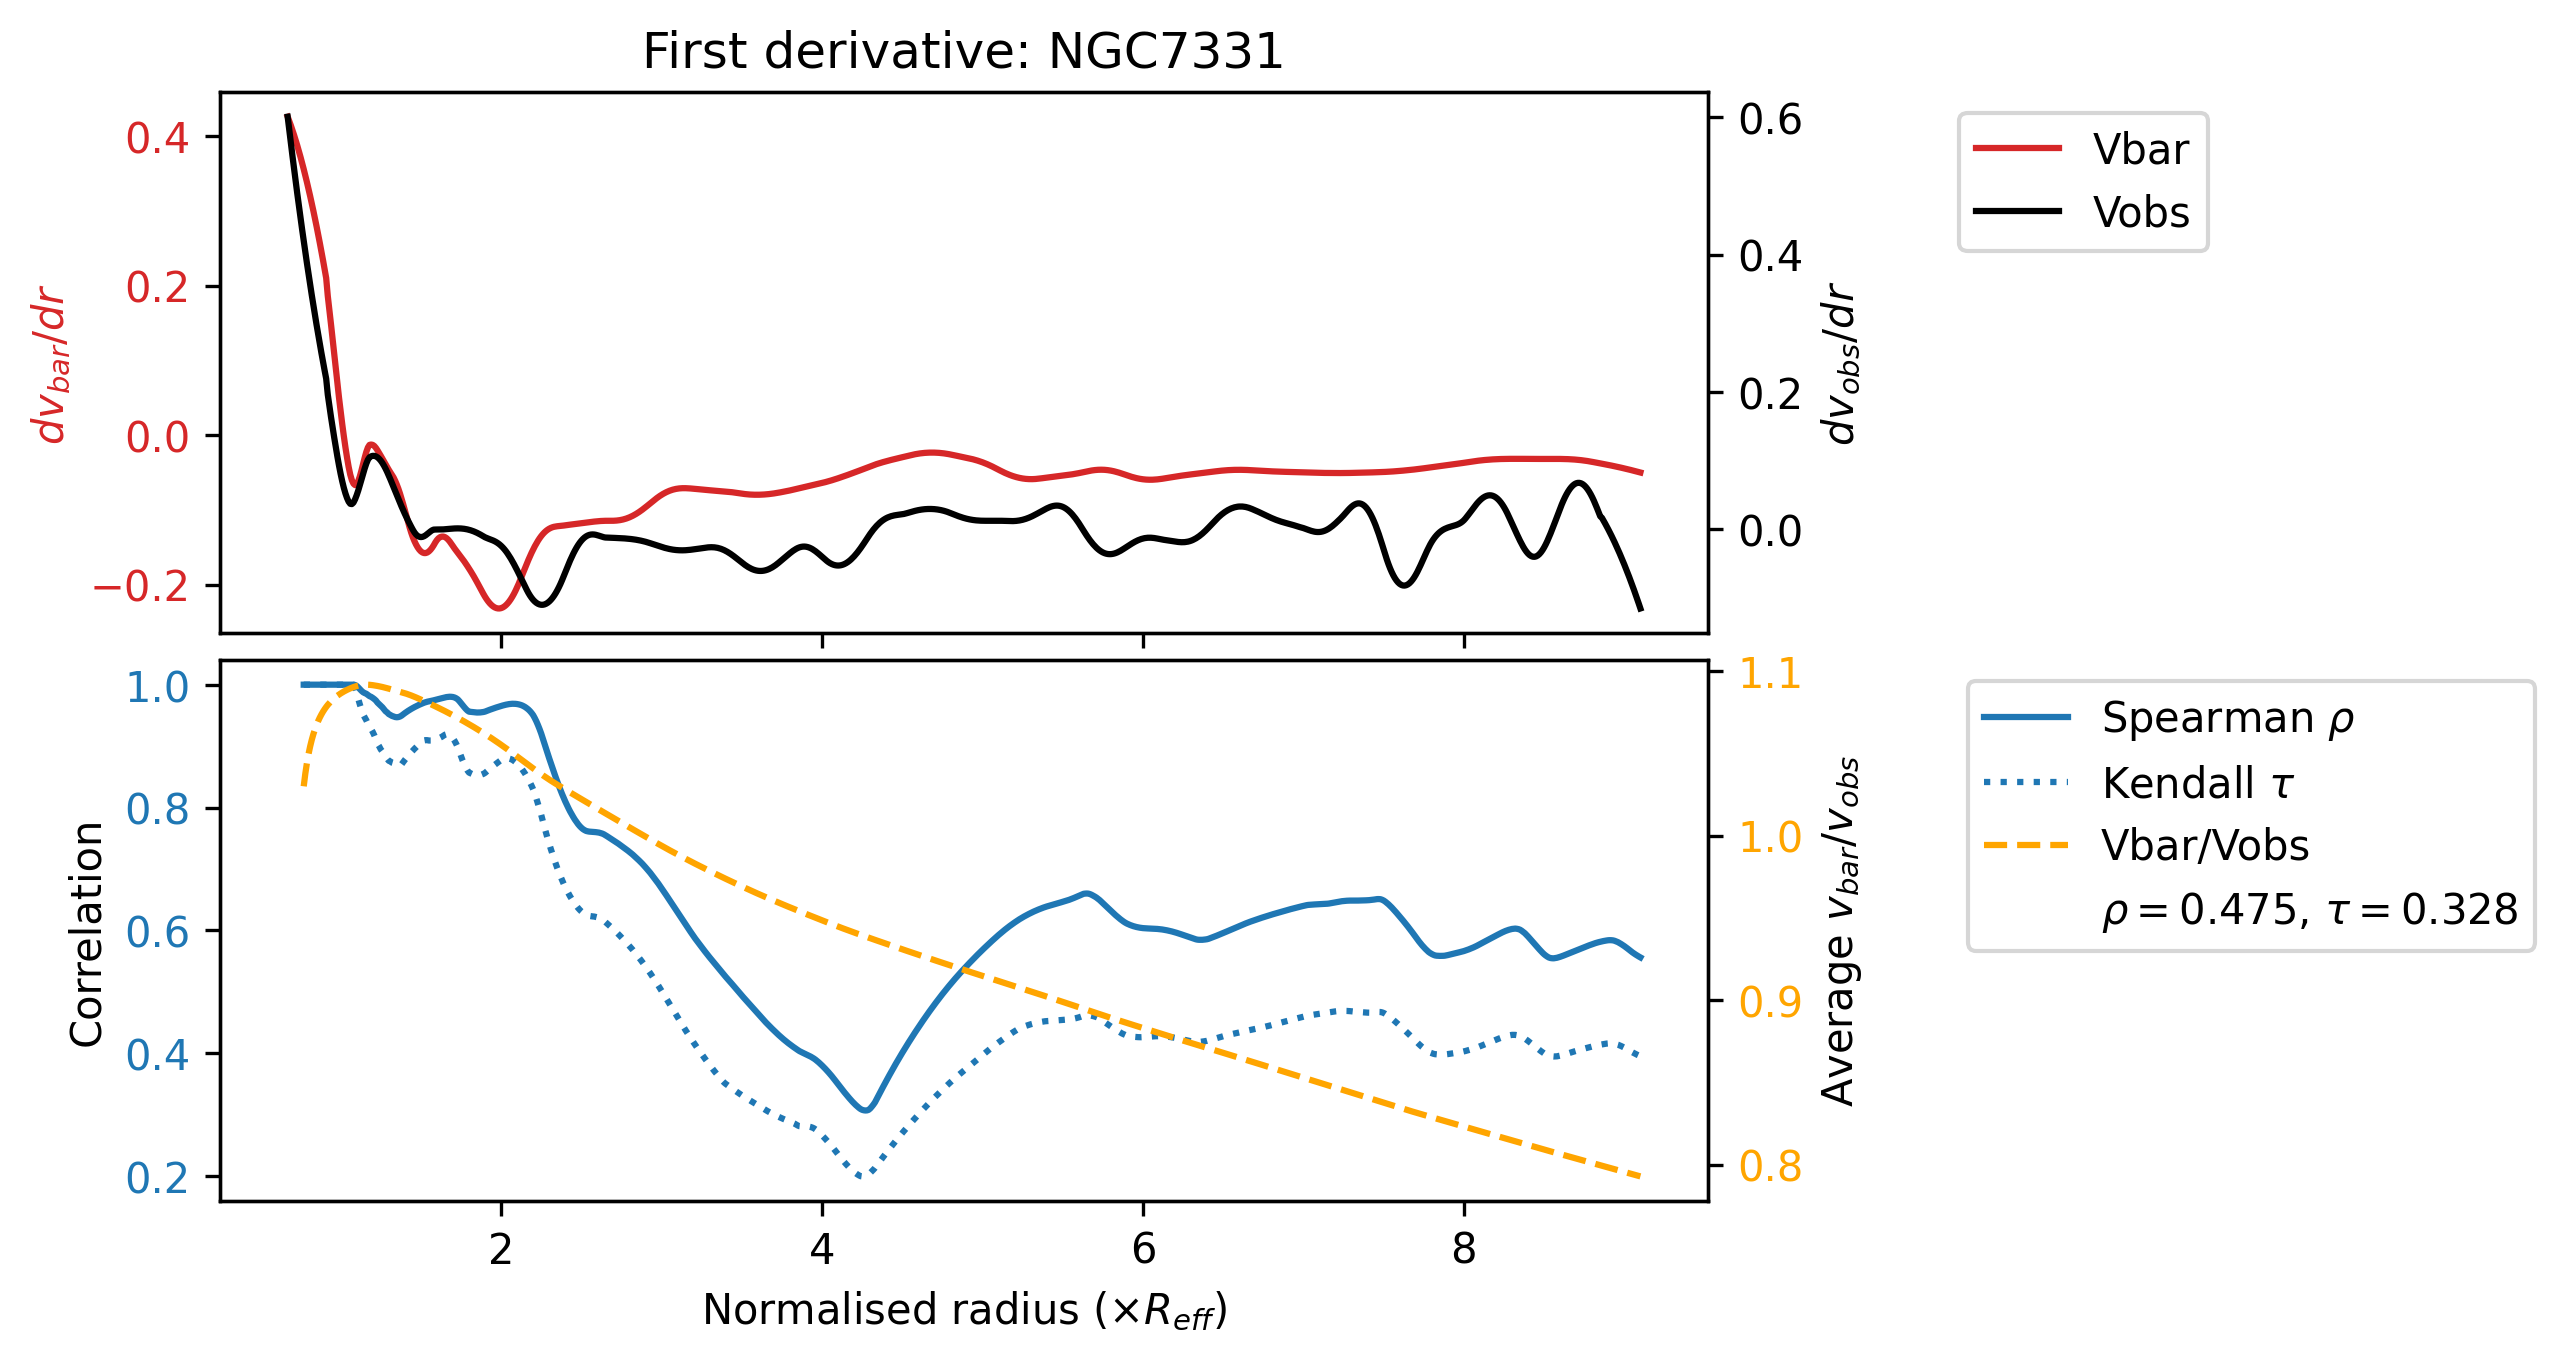 First derivative: NGC7331
0.4
0.2
0.0
−0.2
dv_bar/dr
0.6
0.4
0.2
0.0
dv_obs/dr
Vbar
Vobs
1.0
0.8
0.6
0.4
0.2
Correlation
1.1
1.0
0.9
0.8
Average v_bar/v_obs
Spearman ρ
Kendall τ
Vbar/Vobs
ρ = 0.475, τ = 0.328
2 4 6 8
Normalised radius (×R_eff)